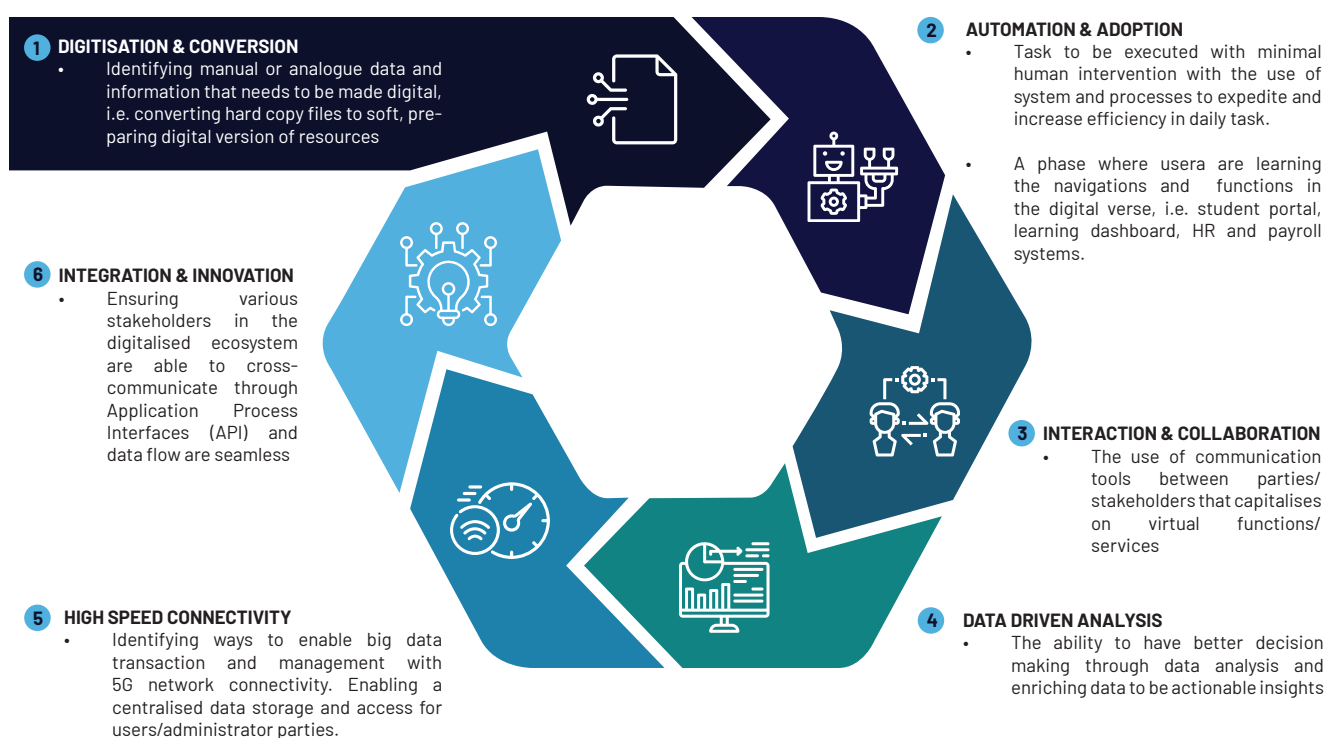 1 DIGITISATION & CONVERSION
• Identifying manual or analogue data and
information that needs to be made digital,
i.e. converting hard copy files to soft, pre-
paring digital version of resources
2 AUTOMATION & ADOPTION
• Task to be executed with minimal
human intervention with the use of
system and processes to expedite and
increase efficiency in daily task.
• A phase where usera are learning
the navigations and functions in
the digital verse, i.e. student portal,
learning dashboard, HR and payroll
systems.
3 INTERACTION & COLLABORATION
• The use of communication
tools between parties/
stakeholders that capitalises
on virtual functions/
services
4 DATA DRIVEN ANALYSIS
• The ability to have better decision
making through data analysis and
enriching data to be actionable insights
5 HIGH SPEED CONNECTIVITY
• Identifying ways to enable big data
transaction and management with
5G network connectivity. Enabling a
centralised data storage and access for
users/administrator parties.
6 INTEGRATION & INNOVATION
• Ensuring various
stakeholders in the
digitalised ecosystem
are able to cross-
communicate through
Application Process
Interfaces (API) and
data flow are seamless